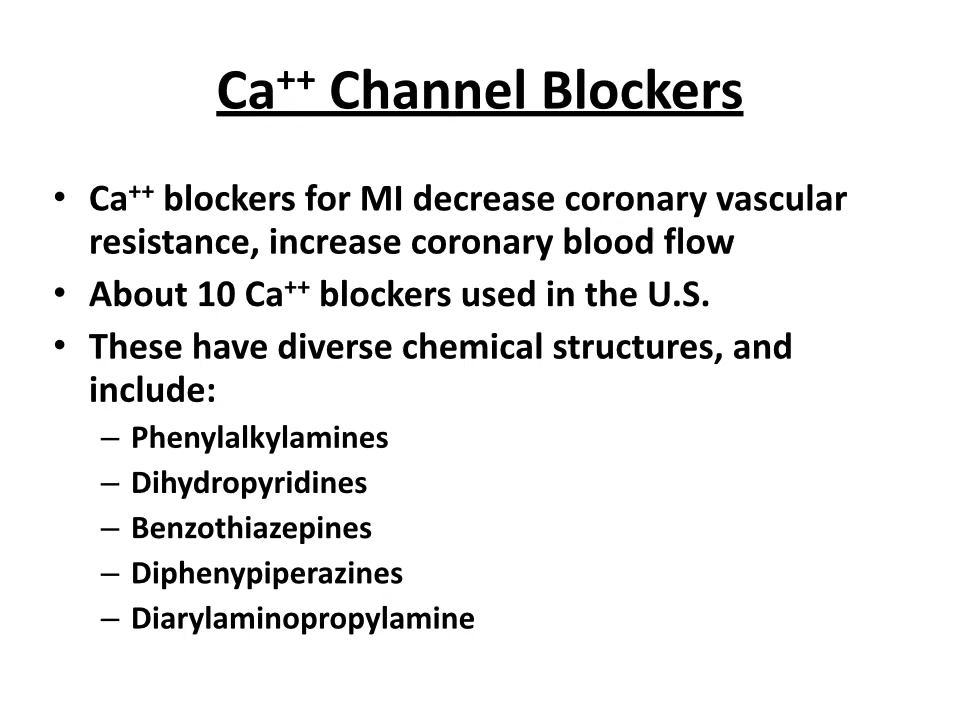 Ca++ Channel Blockers
• Ca++ blockers for MI decrease coronary vascular
resistance, increase coronary blood flow
• About 10 Ca++ blockers used in the U.S.
• These have diverse chemical structures, and
include:
– Phenylalkylamines
– Dihydropyridines
– Benzothiazepines
– Diphenypiperazines
– Diarylaminopropylamine